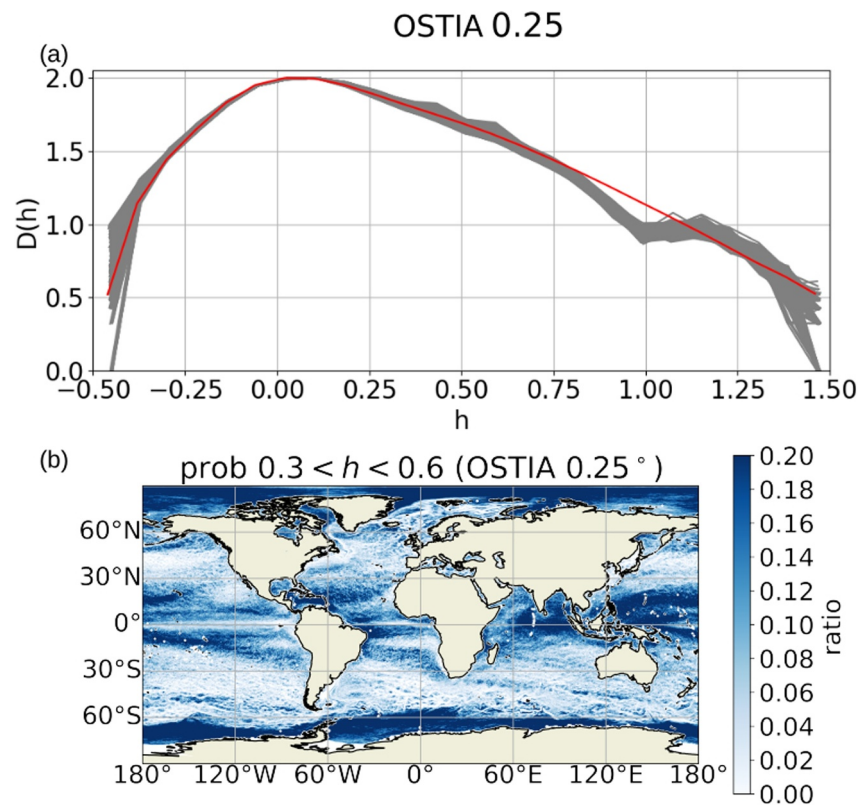 OSTIA 0.25
(a)
2.0
1.5
1.0
0.5
0.0
D(h)
−0.50 −0.25 0.00 0.25 0.50 0.75 1.00 1.25 1.50
h
(b)
prob 0.3 < h < 0.6 (OSTIA 0.25°)
60°N
30°N
0°
30°S
60°S
180° 120°W 60°W 0° 60°E 120°E 180°
0.20
0.18
0.16
0.14
0.12
0.10
0.08
0.06
0.04
0.02
0.00
ratio